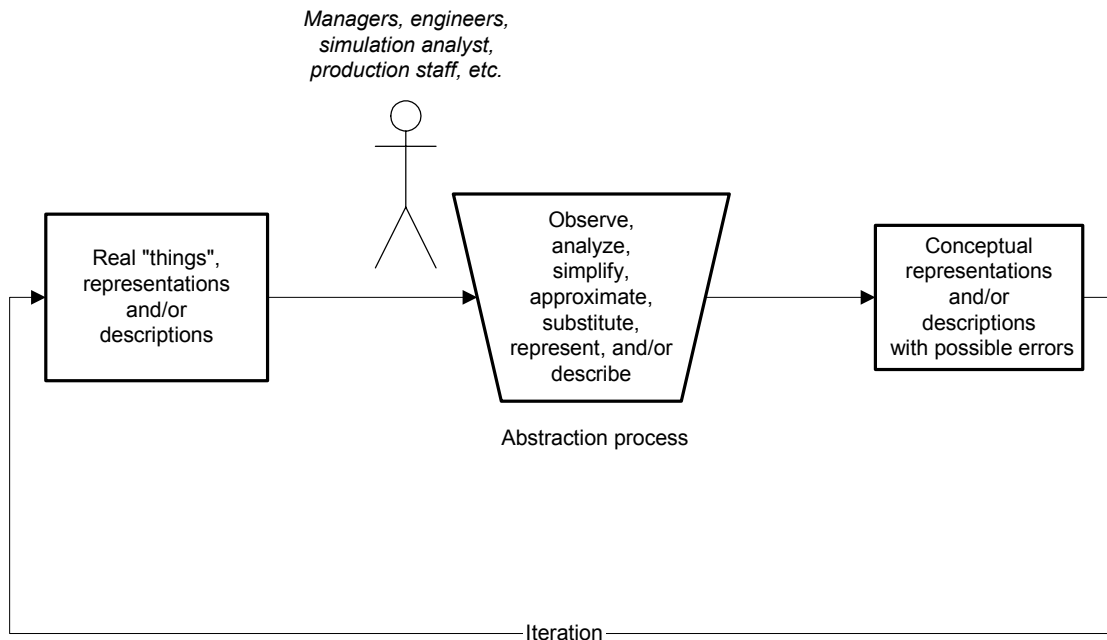 Managers, engineers,
simulation analyst,
production staff, etc.
Real "things",
representations
and/or
descriptions
Observe,
analyze,
simplify,
approximate,
substitute,
represent, and/or
describe
Abstraction process
Conceptual
representations
and/or
descriptions
with possible errors
Iteration